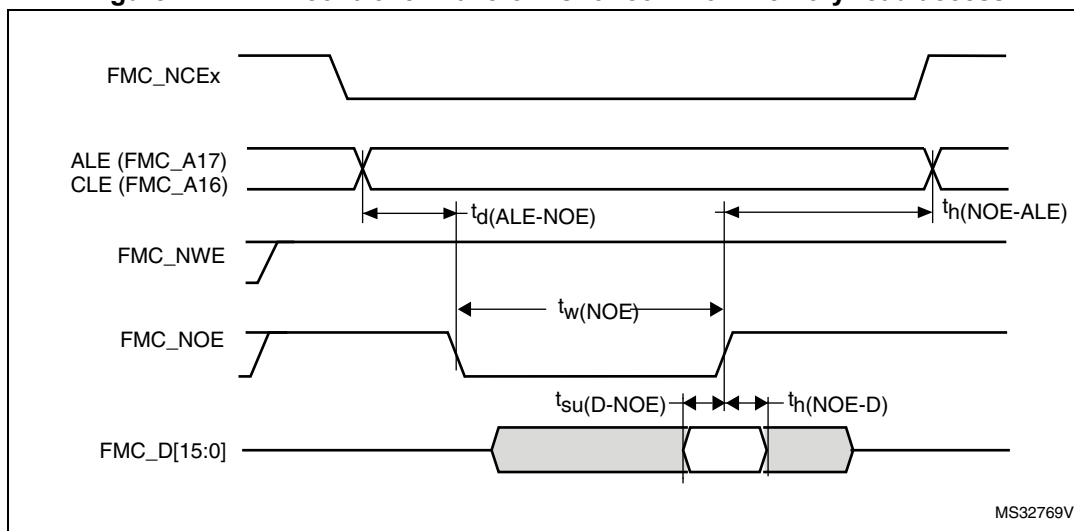 FMC_NCEx
ALE (FMC_A17)
CLE (FMC_A16)
td(ALE-NOE)
th(NOE-ALE)
FMC_NWE
tw(NOE)
FMC_NOE
tsu(D-NOE)
th(NOE-D)
FMC_D[15:0]